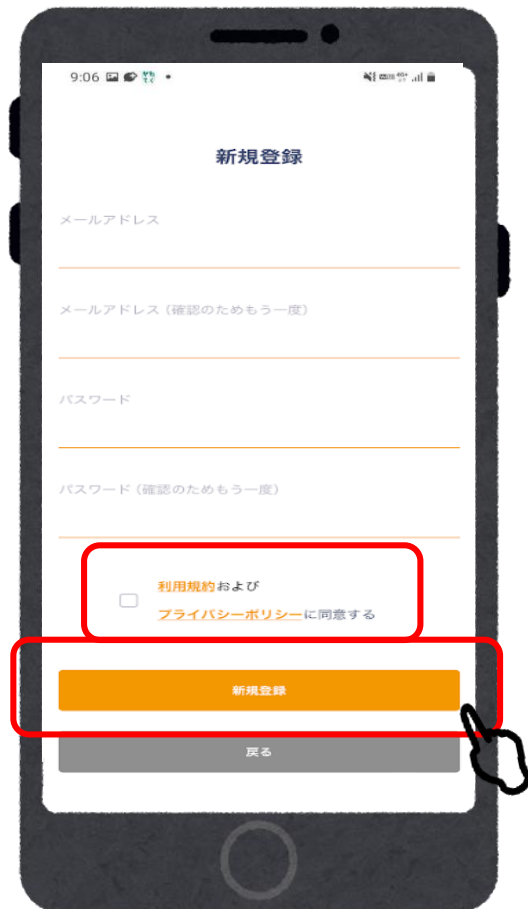 9:06
新規登録
メールアドレス
メールアドレス（確認のためもう一度）
パスワード
パスワード（確認のためもう一度）
利用規約および
プライバシーポリシーに同意する
新規登録
戻る